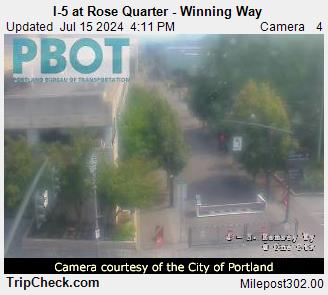 I-5 at Rose Quarter - Winning Way
Updated Jul 15 2024 4:11 PM Camera 4
PBOT
PORTLAND BUREAU OF TRANSPORTATION
Camera courtesy of the City of Portland
TripCheck.com Milepost302.00